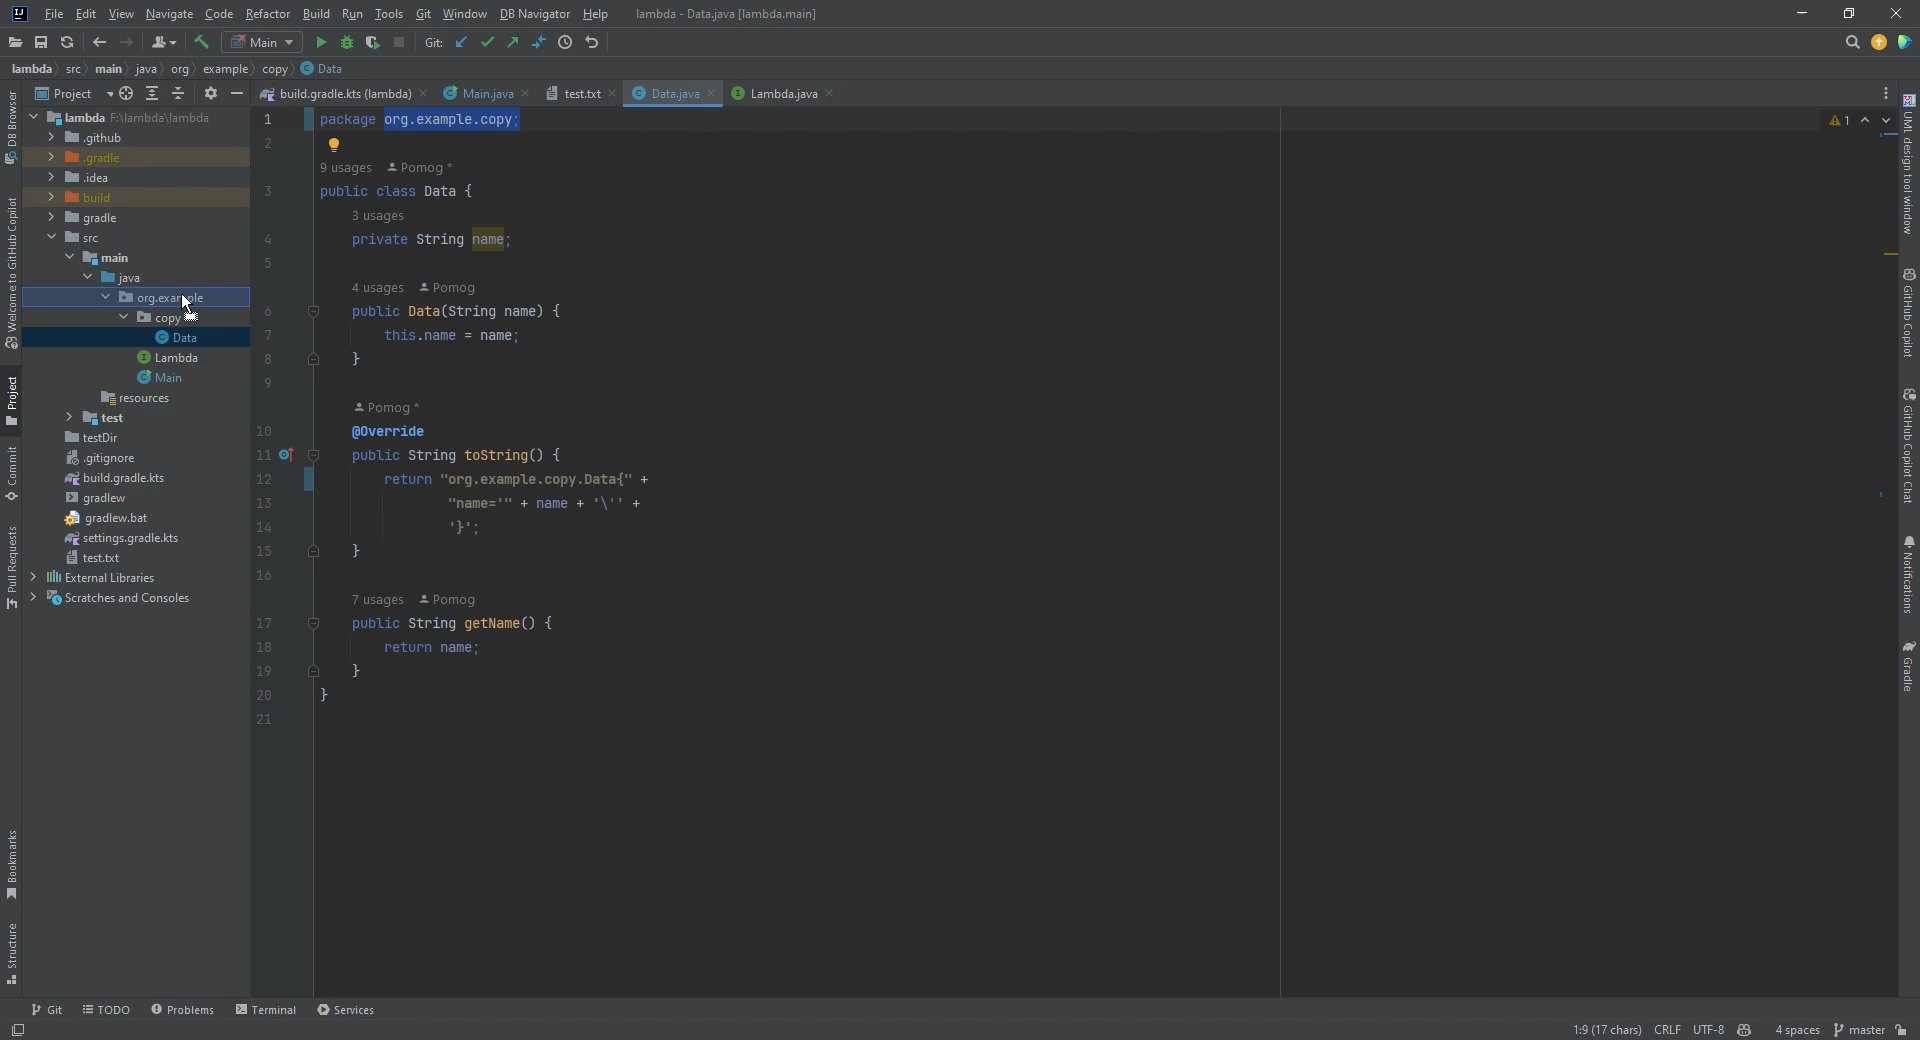 File Edit View Navigate Code Refactor Build Run Tools Git Window DB Navigator Help lambda - Data.java [lambda.main]
Main Git:
lambda src main java org example copy Data
Project
build.gradle.kts (lambda) Main.java test.txt Data.java Lambda.java
lambda F:\lambda\lambda
.github
.gradle
.idea
build
gradle
src
main
java
org.example
copy
Data
Lambda
Main
resources
test
testDir
.gitignore
build.gradle.kts
gradlew
gradlew.bat
settings.gradle.kts
test.txt
External Libraries
Scratches and Consoles
1 package org.example.copy;
1
2
9 usages Pomog *
3 public class Data {
3 usages
4 private String name;
5
4 usages Pomog
6 public Data(String name) {
7 this.name = name;
8 }
9
Pomog *
10 @Override
11 public String toString() {
12 return "org.example.copy.Data{" +
13 "name='" + name + '\'' +
14 '}';
15 }
16
7 usages Pomog
17 public String getName() {
18 return name;
19 }
20 }
21
DB Browser
Welcome to GitHub Copilot
Project
Commit
Pull Requests
Bookmarks
Structure
UML design tool window
GitHub Copilot
GitHub Copilot Chat
Notifications
Gradle
Git TODO Problems Terminal Services
1:9 (17 chars) CRLF UTF-8 4 spaces master